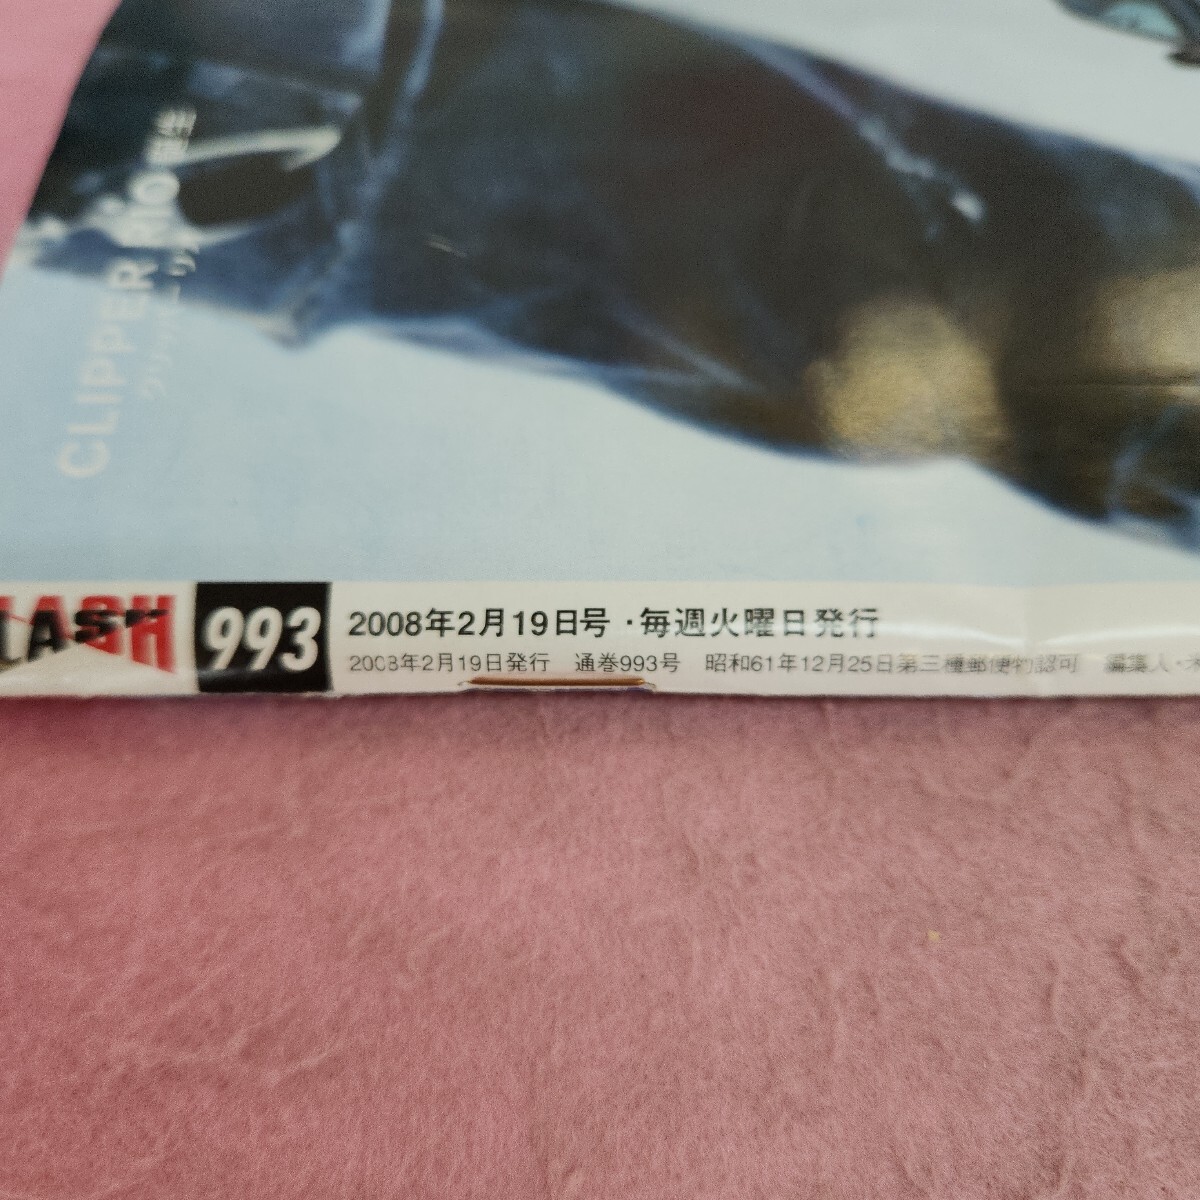 CLIPPER RiO 誕生
LASH
993
2008年2月19日号・毎週火曜日発行
2008年2月19日発行 通巻993号 昭和61年12月25日第三種郵便物認可 編集人・